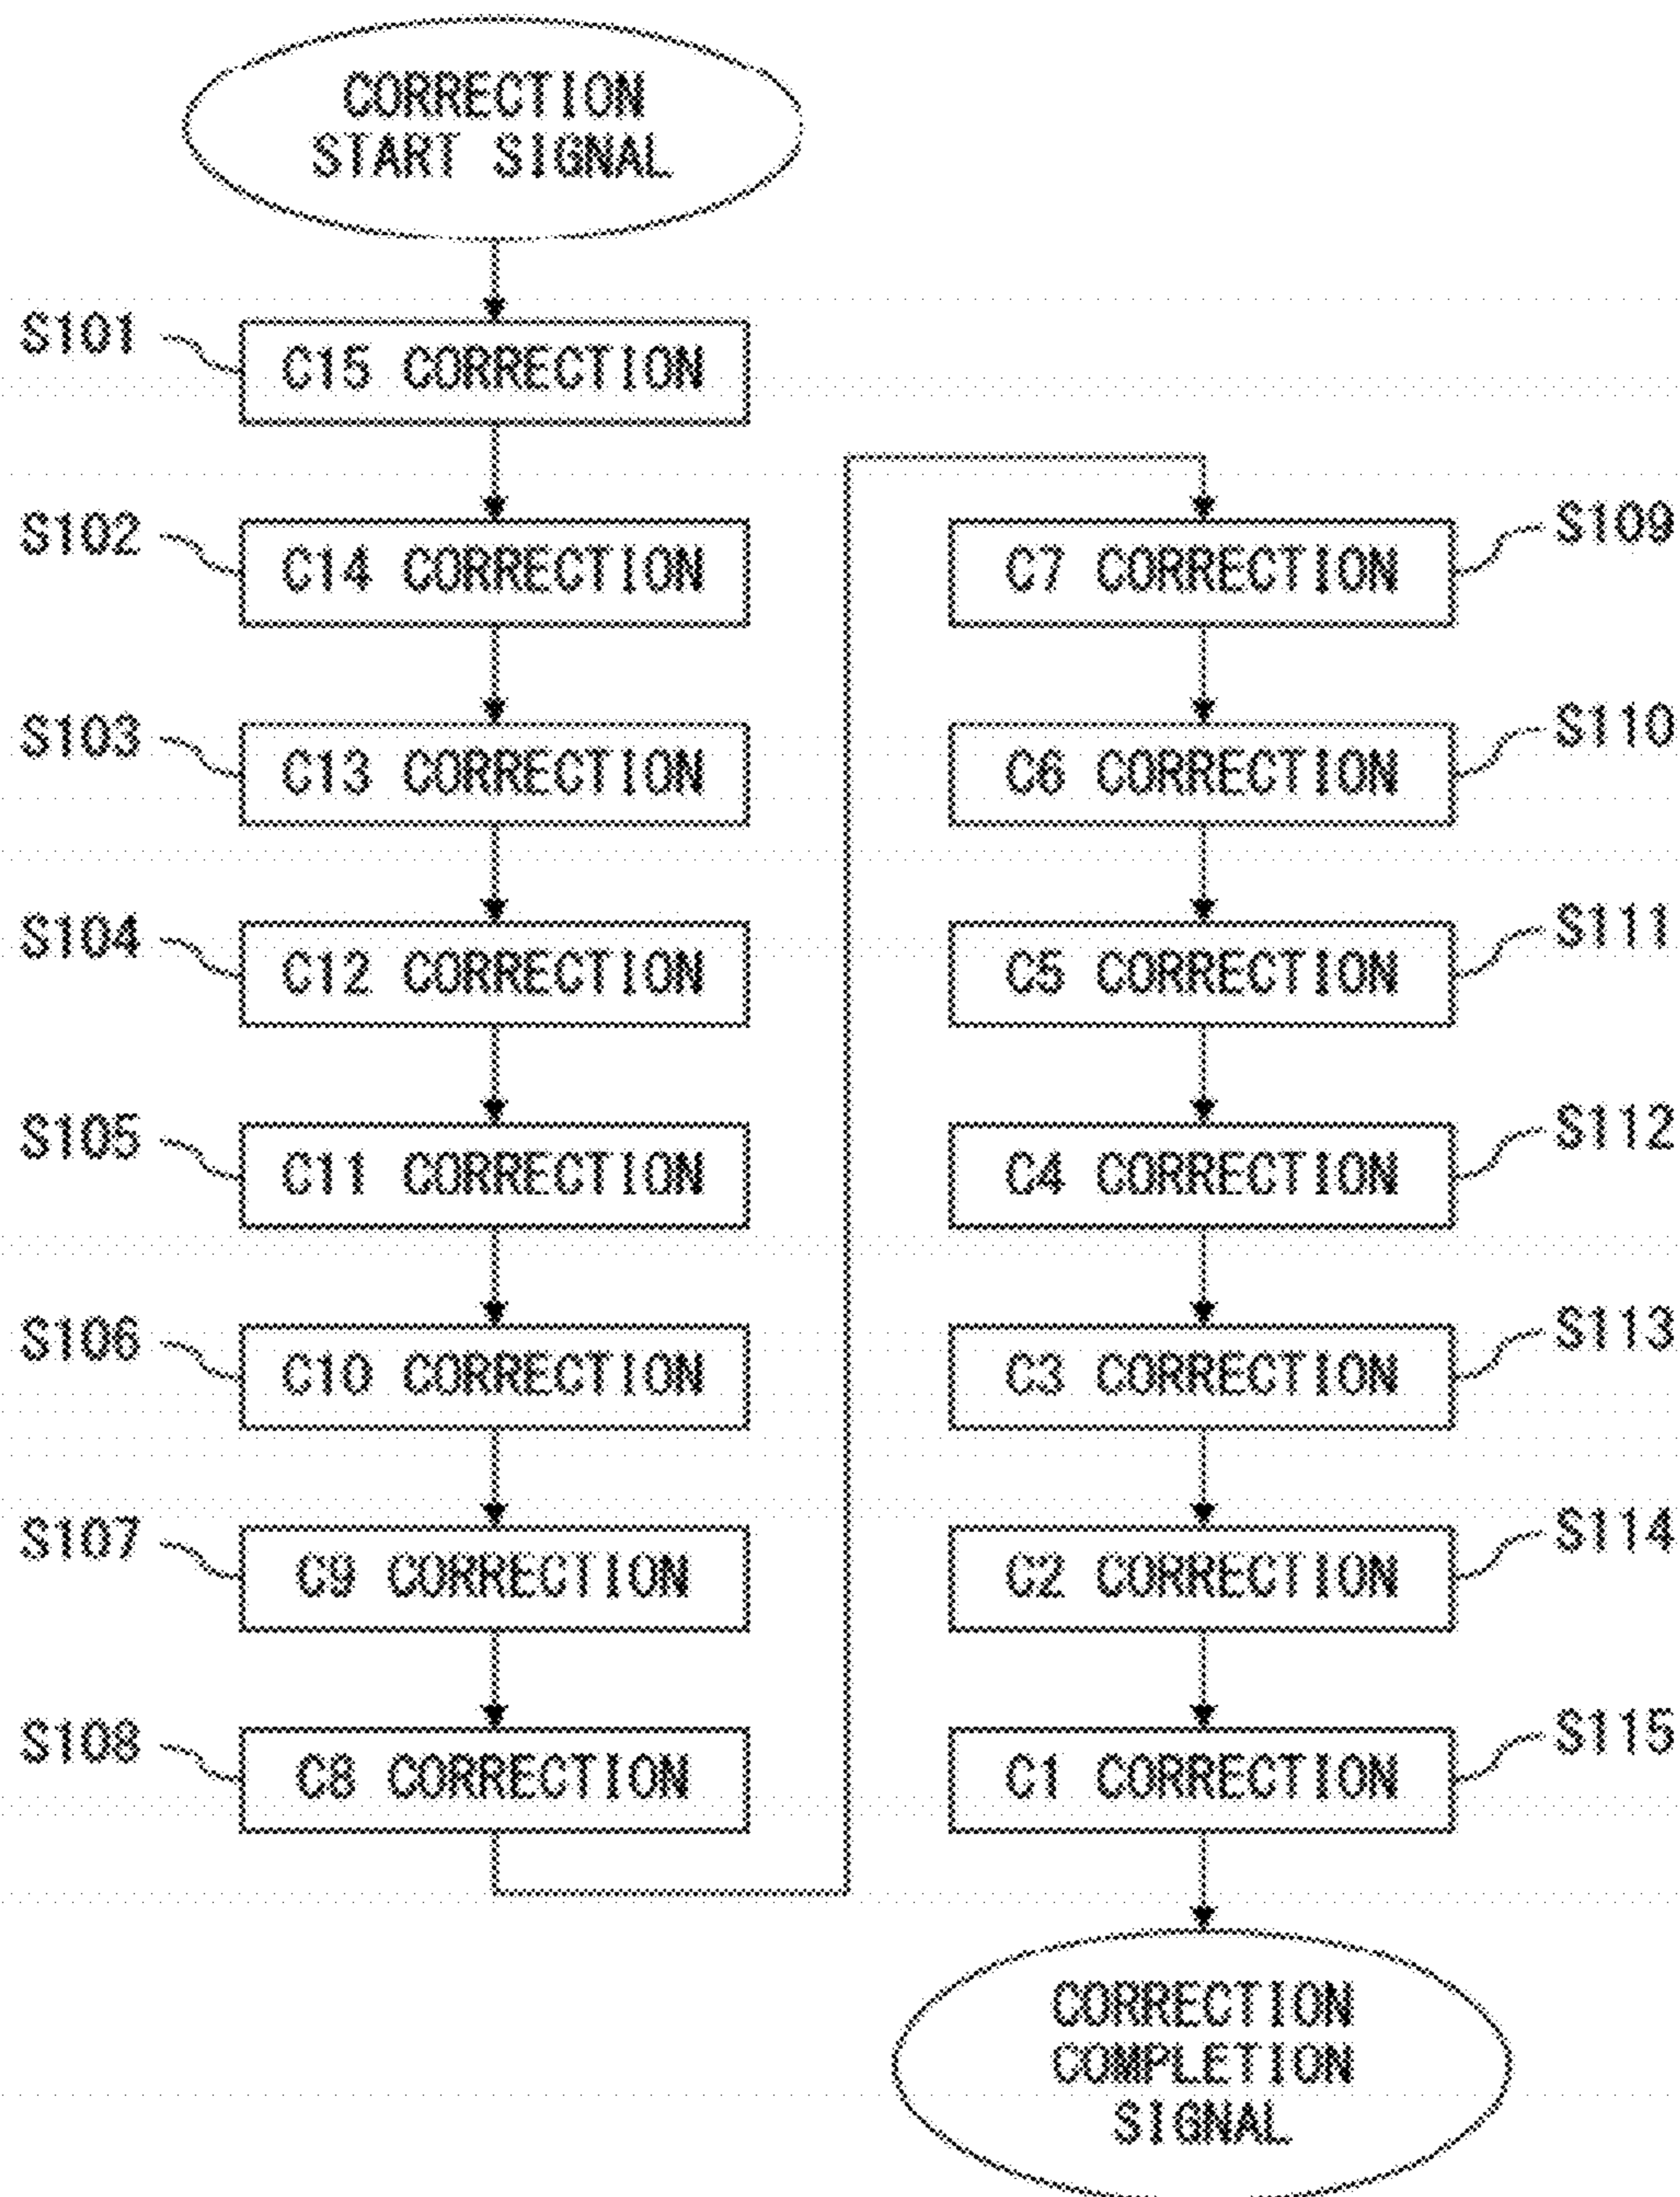 CORRECTION
START SIGNAL
S101
C15 CORRECTION
S102
C14 CORRECTION
S103
C13 CORRECTION
S104
C12 CORRECTION
S105
C11 CORRECTION
S106
C10 CORRECTION
S107
C9 CORRECTION
S108
C8 CORRECTION
C7 CORRECTION
S109
C6 CORRECTION
S110
C5 CORRECTION
S111
C4 CORRECTION
S112
C3 CORRECTION
S113
C2 CORRECTION
S114
C1 CORRECTION
S115
CORRECTION
COMPLETION
SIGNAL